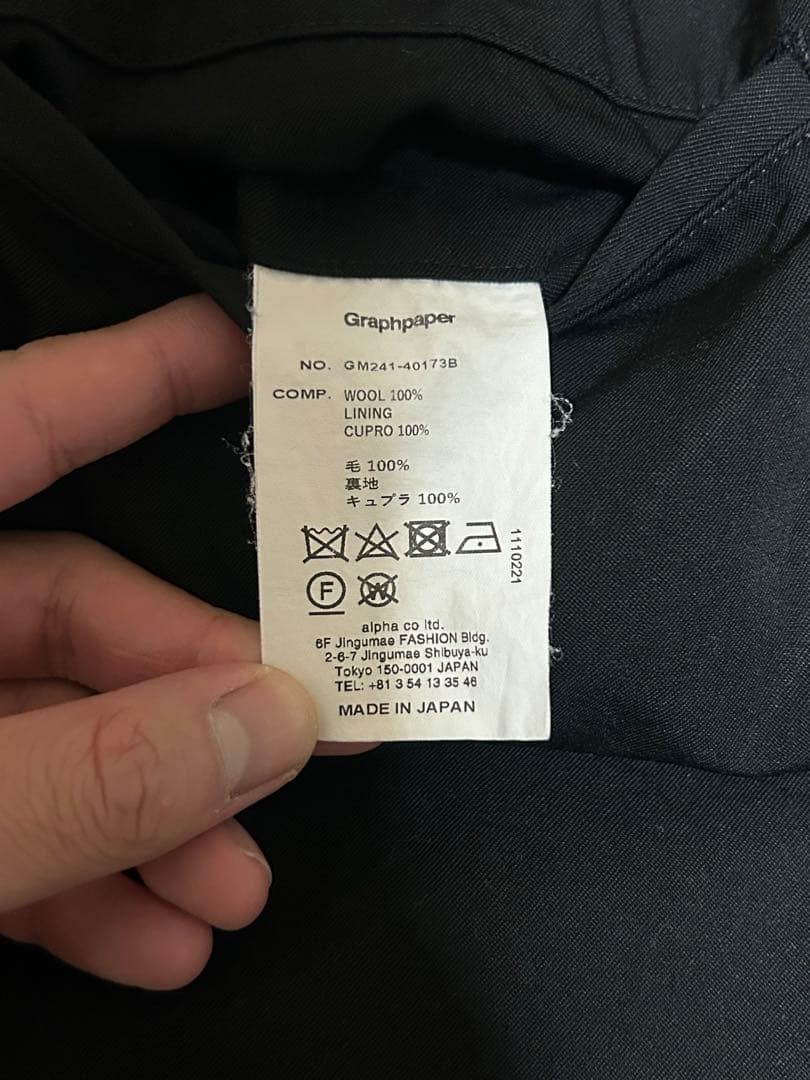 Graphpaper
NO. GM241-40173B
COMP. WOOL 100%
LINING
CUPRO 100%
毛 100%
裏地
キュプラ 100%
1110221
F
W
alpha co ltd.
6F Jingumae FASHION Bldg.
2-6-7 Jingumae Shibuya-ku
Tokyo 150-0001 JAPAN
TEL: +81 3 54 13 35 46
MADE IN JAPAN